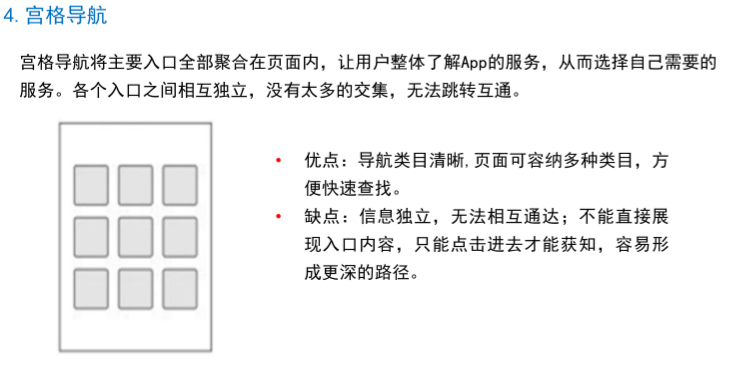 4. 宫格导航
宫格导航将主要入口全部聚合在页面内，让用户整体了解App的服务，从而选择自己需要的
服务。各个入口之间相互独立，没有太多的交集，无法跳转互通。
• 优点：导航类目清晰,页面可容纳多种类目，方
便快速查找。
• 缺点：信息独立，无法相互通达；不能直接展
现入口内容，只能点击进去才能获知，容易形
成更深的路径。